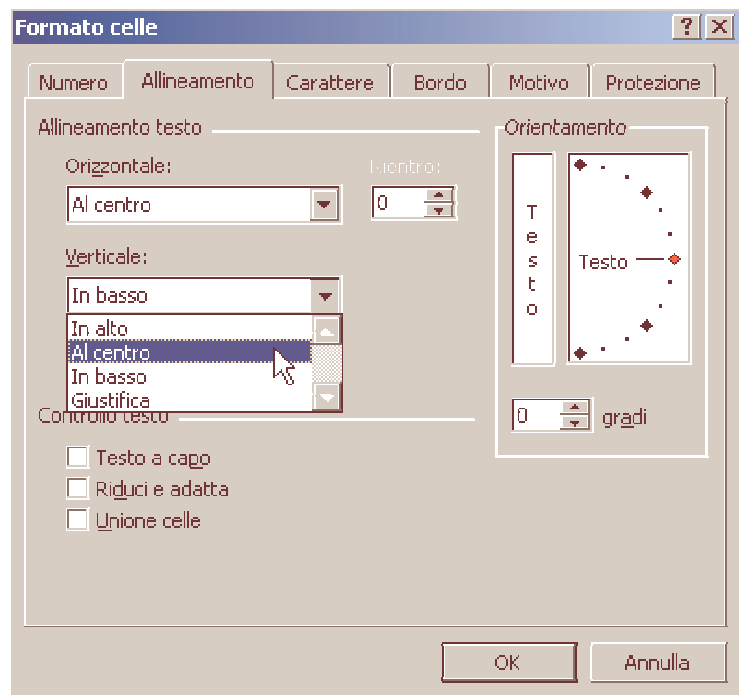 Formato celle
Numero Allineamento Carattere Bordo Motivo Protezione
Allineamento testo
Orizzontale:
Rientro:
Al centro
0
Verticale:
In basso
In alto
Al centro
In basso
Giustifica
Controllo testo
Testo a capo
Riduci e adatta
Unione celle
Orientamento
T
e
s
t
o
Testo
0 gradi
OK Annulla